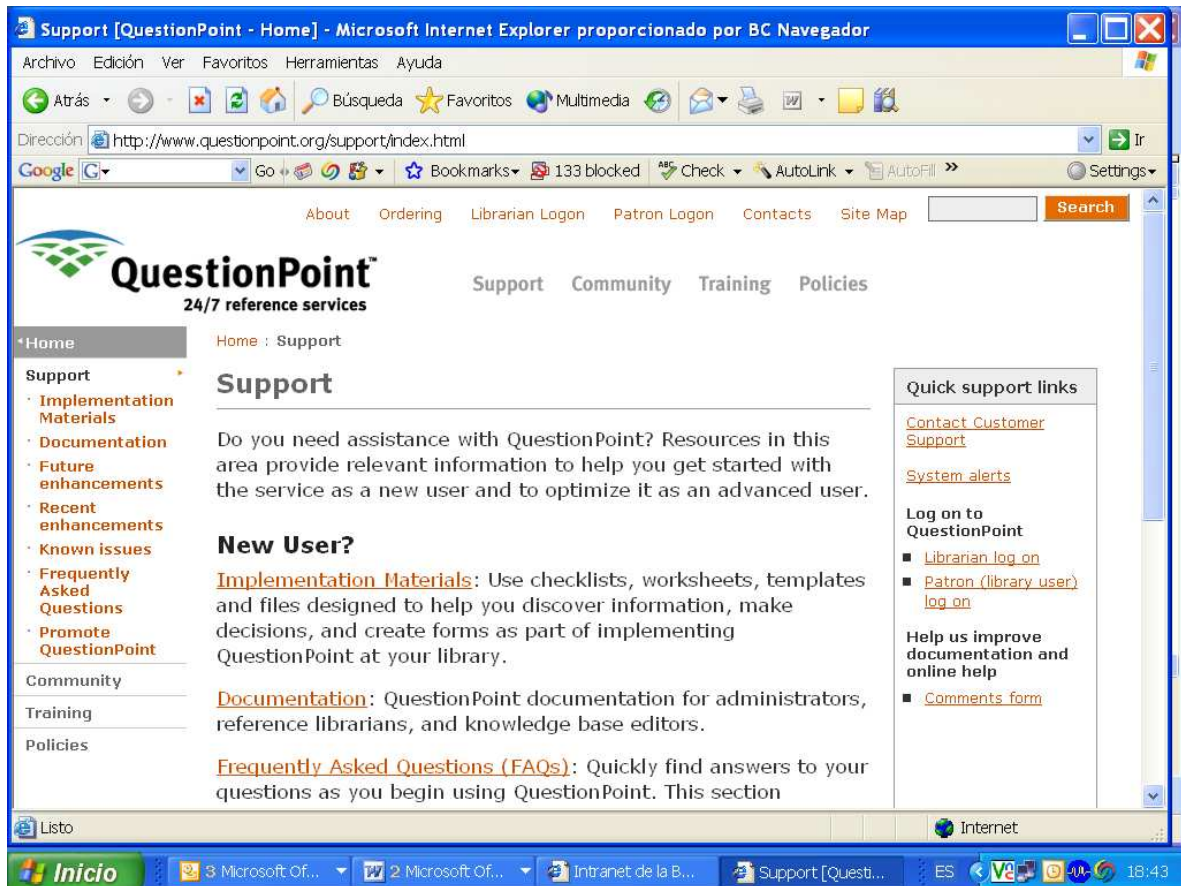 Support [QuestionPoint - Home] - Microsoft Internet Explorer proporcionado por BC Navegador
Archivo Edición Ver Favoritos Herramientas Ayuda
Atrás Búsqueda Favoritos Multimedia
Dirección http://www.questionpoint.org/support/index.html Ir
Google G Go Bookmarks 133 blocked ABC Check AutoLink AutoFill » Settings
About Ordering Librarian Logon Patron Logon Contacts Site Map Search
QuestionPoint™
24/7 reference services
Support Community Training Policies
Home
Support
Implementation
Materials
Documentation
Future
enhancements
Recent
enhancements
Known issues
Frequently
Asked
Questions
Promote
QuestionPoint
Community
Training
Policies
Home : Support
Support
Do you need assistance with QuestionPoint? Resources in this
area provide relevant information to help you get started with
the service as a new user and to optimize it as an advanced user.
New User?
Implementation Materials: Use checklists, worksheets, templates
and files designed to help you discover information, make
decisions, and create forms as part of implementing
QuestionPoint at your library.
Documentation: QuestionPoint documentation for administrators,
reference librarians, and knowledge base editors.
Frequently Asked Questions (FAQs): Quickly find answers to your
questions as you begin using QuestionPoint. This section
Quick support links
Contact Customer
Support
System alerts
Log on to
QuestionPoint
Librarian log on
Patron (library user)
log on
Help us improve
documentation and
online help
Comments form
Listo Internet
Inicio 3 Microsoft Of... 2 Microsoft Of... Intranet de la B... Support [Questi... ES 18:43